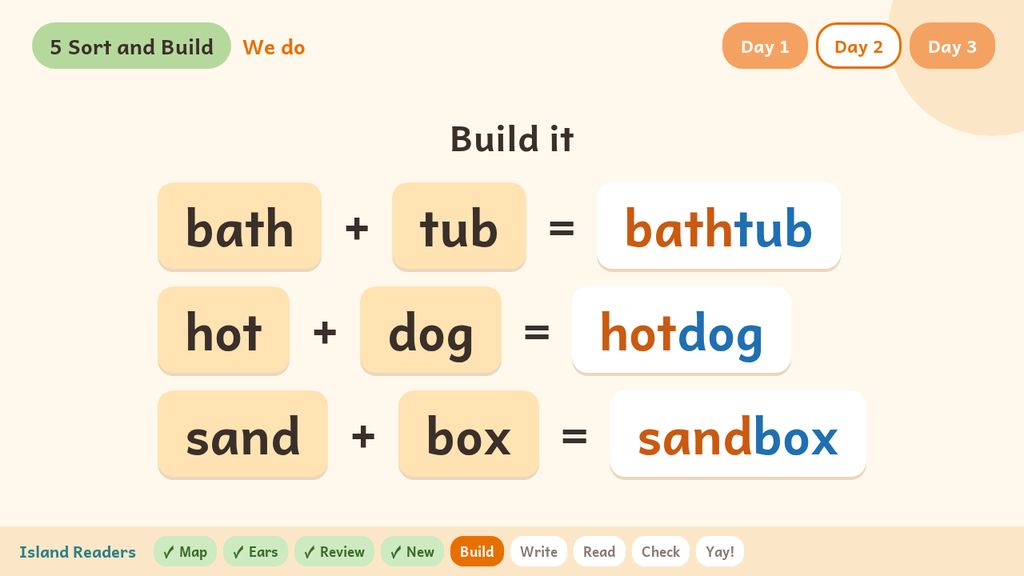 5 Sort and Build We do Day 1 Day 2 Day 3
Build it
bath + tub = bathtub
hot + dog = hotdog
sand + box = sandbox
Island Readers ✓ Map ✓ Ears ✓ Review ✓ New Build Write Read Check Yay!